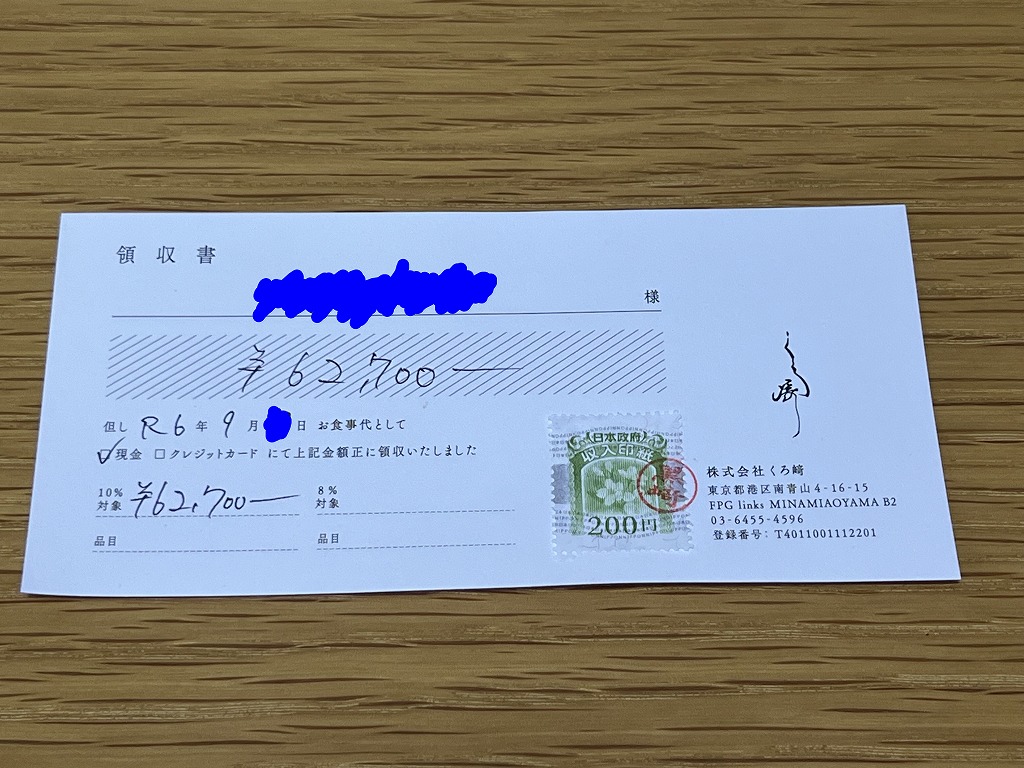 領収書
様
¥62,700—
但し R6年9月 日 お食事代として
✓現金 □クレジットカード にて上記金額正に領収いたしました
10%対象 ¥62,700—
8%対象
品目
品目
日本政府
収入印紙
200円
くろ﨑
株式会社くろ﨑
東京都港区南青山4-16-15
FPG links MINAMIAOYAMA B2
03-6455-4596
登録番号: T4011001112201